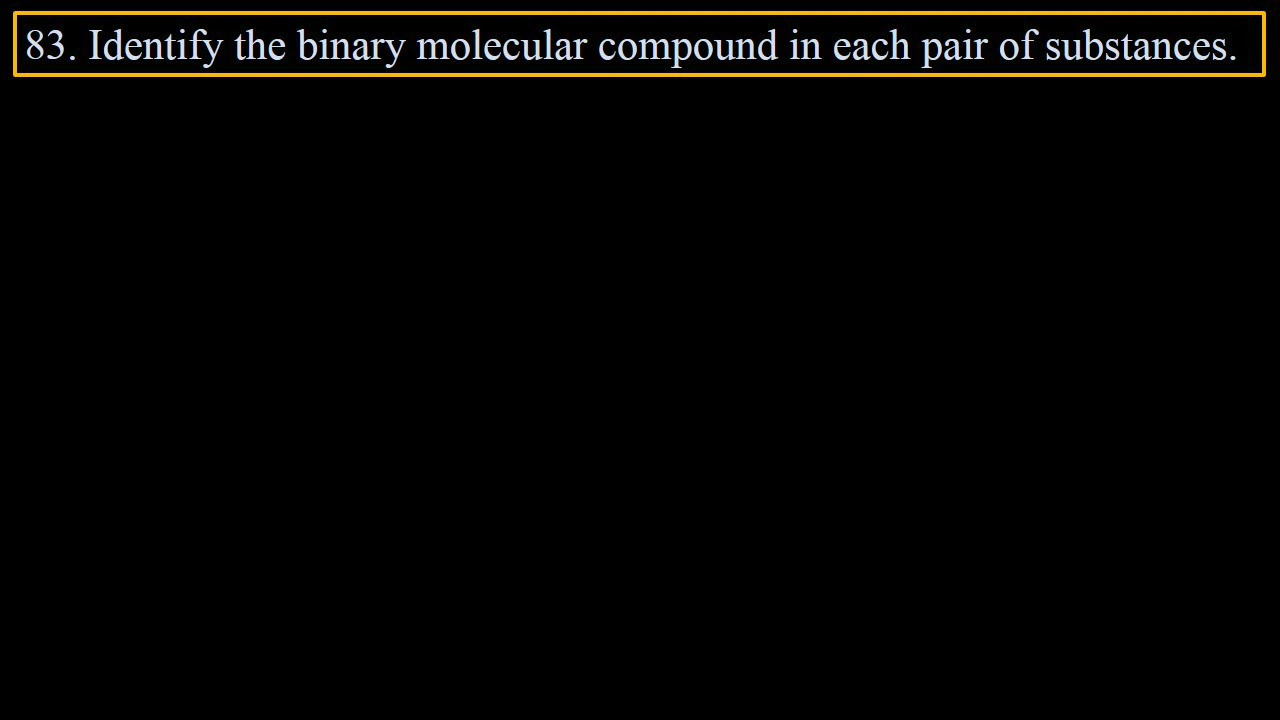 83. Identify the binary molecular compound in each pair of substances.